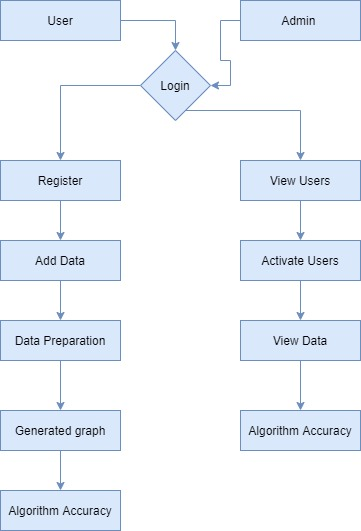 User
Admin
Login
Register
View Users
Add Data
Activate Users
Data Preparation
View Data
Generated graph
Algorithm Accuracy
Algorithm Accuracy